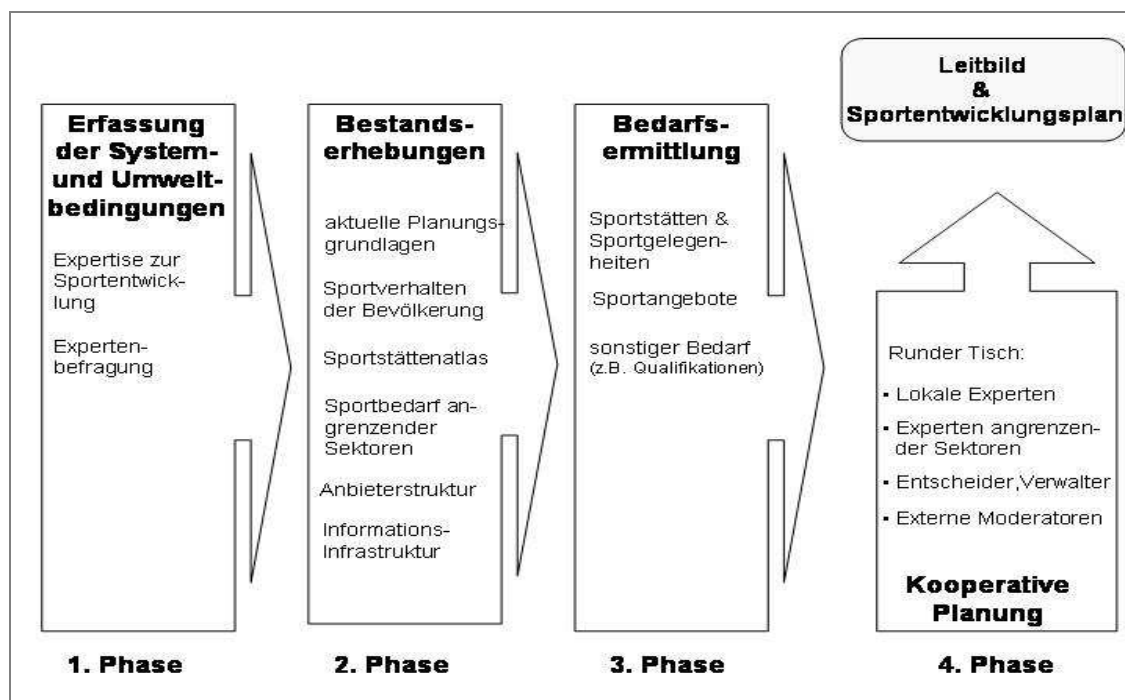 Leitbild
&
Sportentwicklungsplan
Erfassung
der System-
und Umwelt-
bedingungen
Expertise zur
Sportentwick-
lung
Experten-
befragung
1. Phase
Bestands-
erhebungen
aktuelle Planungs-
grundlagen
Sportverhalten
der Bevölkerung
Sportstättenatlas
Sportbedarf an-
grenzender
Sektoren
Anbieterstruktur
Informations-
Infrastruktur
2. Phase
Bedarfs-
ermittlung
Sportstätten &
Sportgelegen-
heiten
Sportangebote
sonstiger Bedarf
(z.B. Qualifikationen)
3. Phase
Runder Tisch:
▪ Lokale Experten
▪ Experten angrenzen-
der Sektoren
▪ Entscheider,Verwalter
▪ Externe Moderatoren
Kooperative
Planung
4. Phase